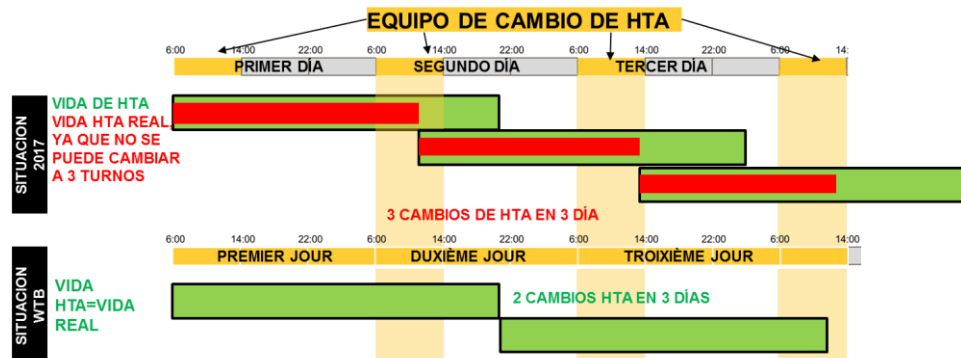 EQUIPO DE CAMBIO DE HTA
6:00 14:00 22:00 6:00 14:00 22:00 6:00 14:00 22:00 6:00 14:
PRIMER DÍA SEGUNDO DÍA TERCER DÍA
SITUACION
2017
VIDA DE HTA
VIDA HTA REAL,
YA QUE NO SE
PUEDE CAMBIAR
A 3 TURNOS
3 CAMBIOS DE HTA EN 3 DÍA
6:00 14:00 22:00 6:00 14:00 22:00 6:00 14:00 22:00 6:00 14:00
PREMIER JOUR DUXIÈME JOUR TROIXIÈME JOUR
SITUACION
WTB
VIDA
HTA=VIDA
REAL
2 CAMBIOS HTA EN 3 DÍAS